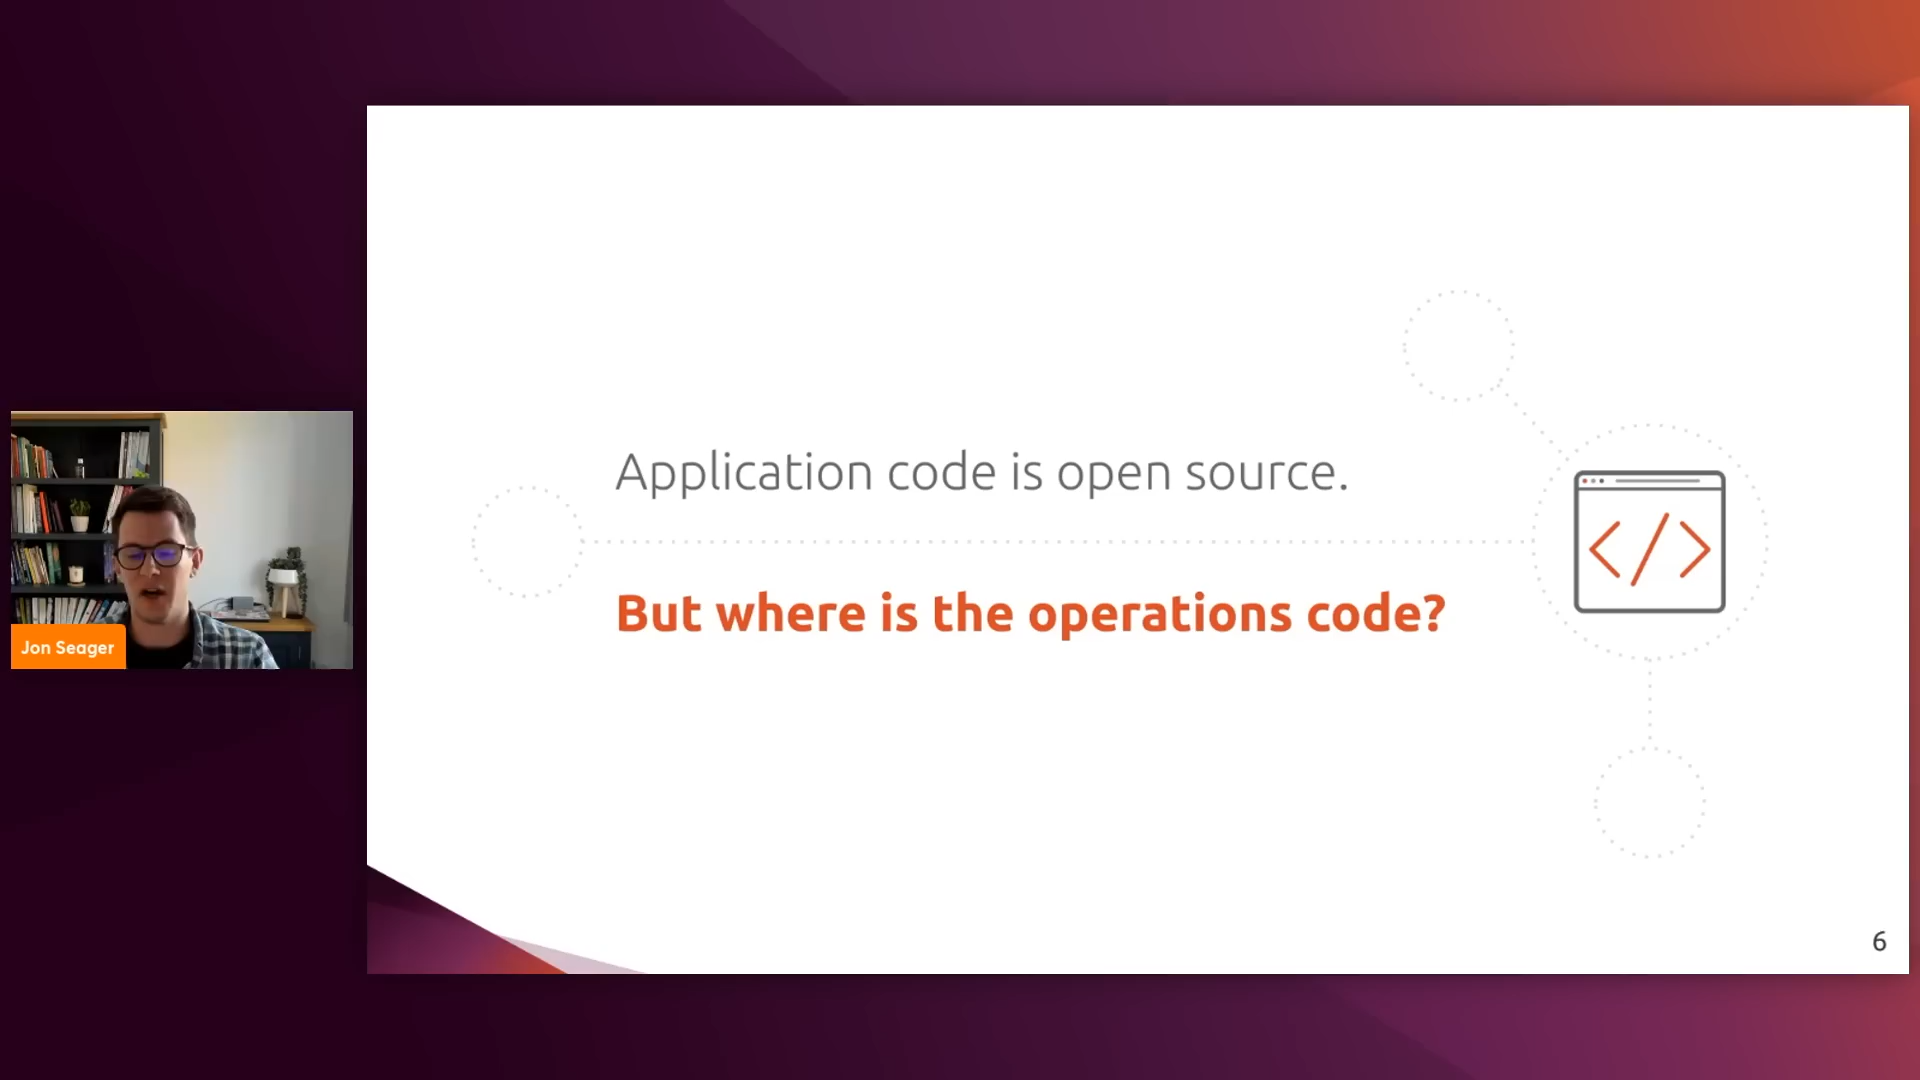 Application code is open source.
But where is the operations code?
</>
Jon Seager
6